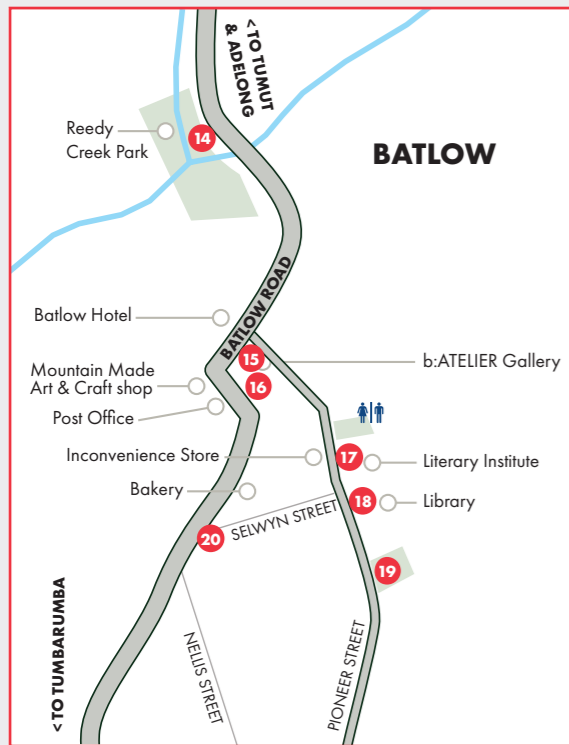 <TO TUMUT
& ADELONG
Reedy
Creek Park
14
BATLOW
BATLOW ROAD
Batlow Hotel
15
b:ATELIER Gallery
Mountain Made
Art & Craft shop
16
Post Office
Inconvenience Store
17
Literary Institute
Bakery
18
Library
SELWYN STREET
20
19
<TO TUMBARUMBA
NELLIS STREET
PIONEER STREET